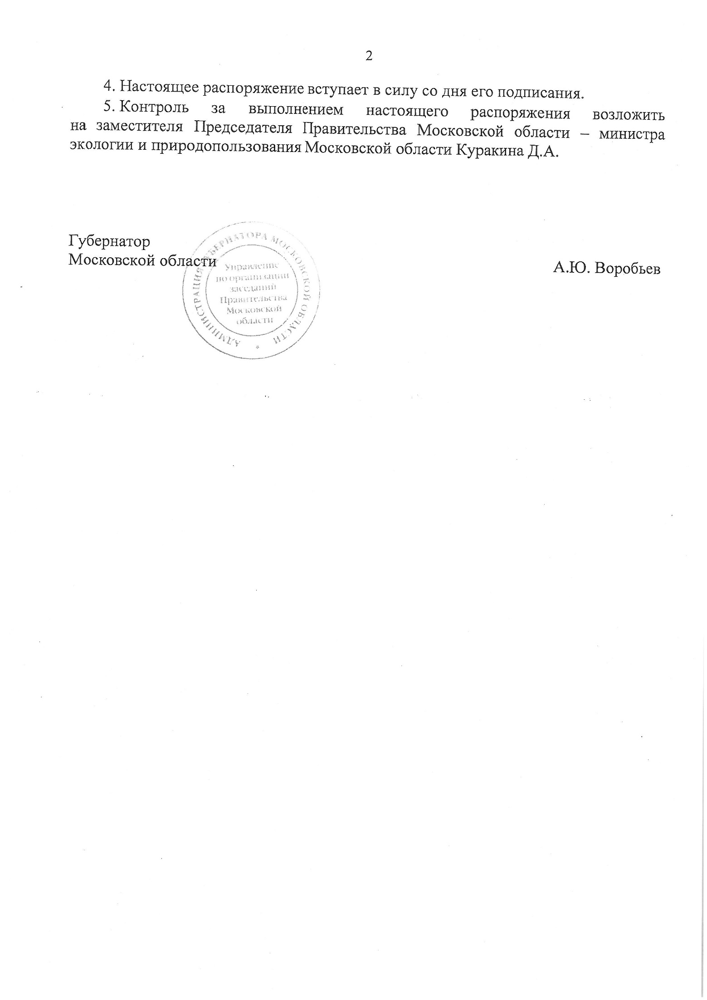 2
4. Настоящее распоряжение вступает в силу со дня его подписания.
5. Контроль за выполнением настоящего распоряжения возложить
на заместителя Председателя Правительства Московской области – министра
экологии и природопользования Московской области Куракина Д.А.
Губернатор
Московской области
А.Ю. Воробьев
АДМИНИСТРАЦИЯ ГУБЕРНАТОРА МОСКОВСКОЙ ОБЛАСТИ
Управление
по организации
заседаний
Правительства
Московской
области